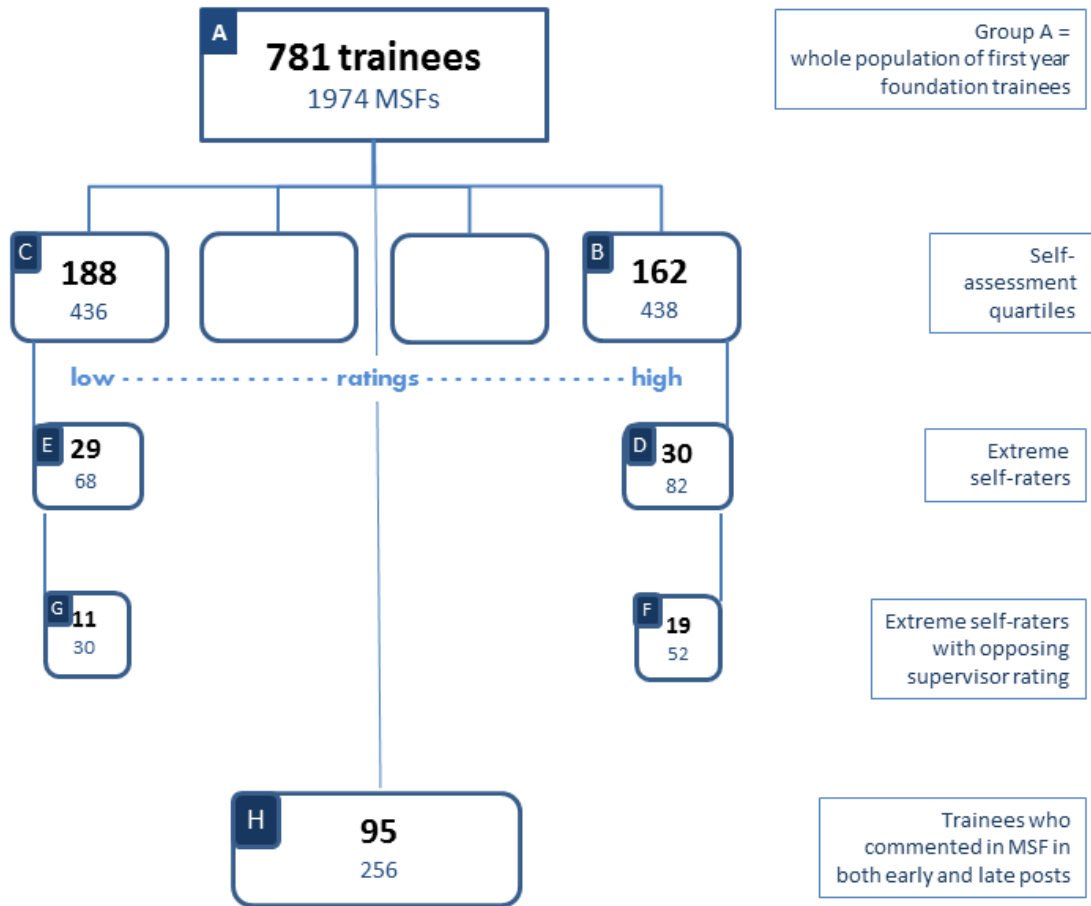 A
781 trainees
1974 MSFs
Group A =
whole population of first year
foundation trainees
C
188
436
B
162
438
Self-
assessment
quartiles
low - - - - - - -- - - - - - - - ratings - - - - - - - - - - - - - - high
E
29
68
D
30
82
Extreme
self-raters
G
11
30
F
19
52
Extreme self-raters
with opposing
supervisor rating
H
95
256
Trainees who
commented in MSF in
both early and late posts